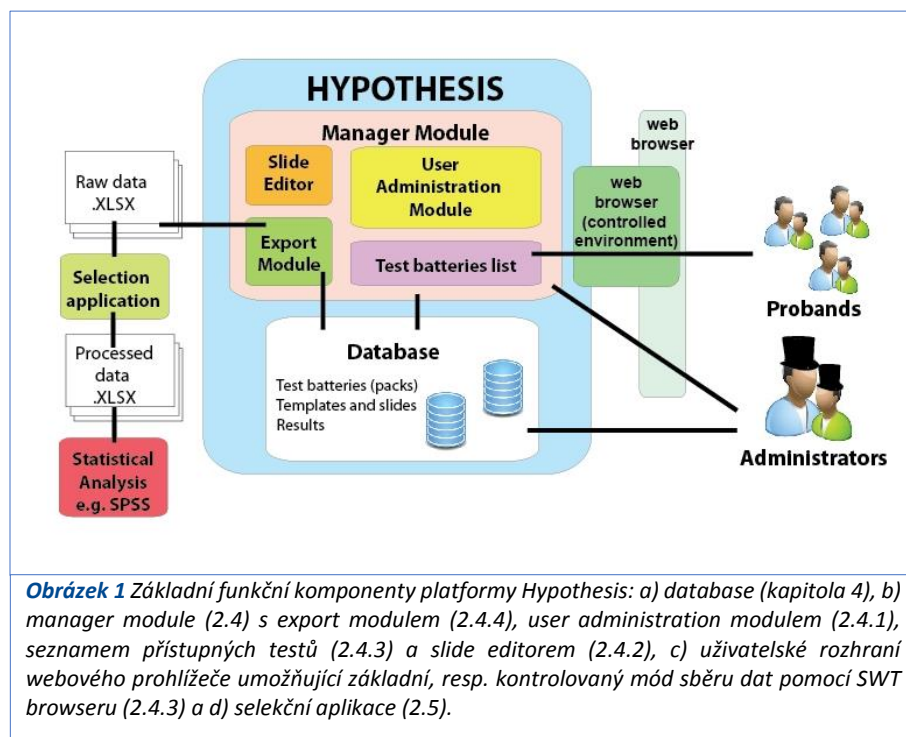 HYPOTHESIS
Manager Module
Slide
Editor
User
Administration
Module
Export
Module
Test batteries list
Database
Test batteries (packs)
Templates and slides
Results
Raw data
.XLSX
Selection
application
Processed
data
.XLSX
Statistical
Analysis
e.g. SPSS
web
browser
web
browser
(controlled
environment)
Probands
Administrators
Obrázek 1 Základní funkční komponenty platformy Hypothesis: a) database (kapitola 4), b)
manager module (2.4) s export modulem (2.4.4), user administration modulem (2.4.1),
seznamem přístupných testů (2.4.3) a slide editorem (2.4.2), c) uživatelské rozhraní
webového prohlížeče umožňující základní, resp. kontrolovaný mód sběru dat pomocí SWT
browseru (2.4.3) a d) selekční aplikace (2.5).